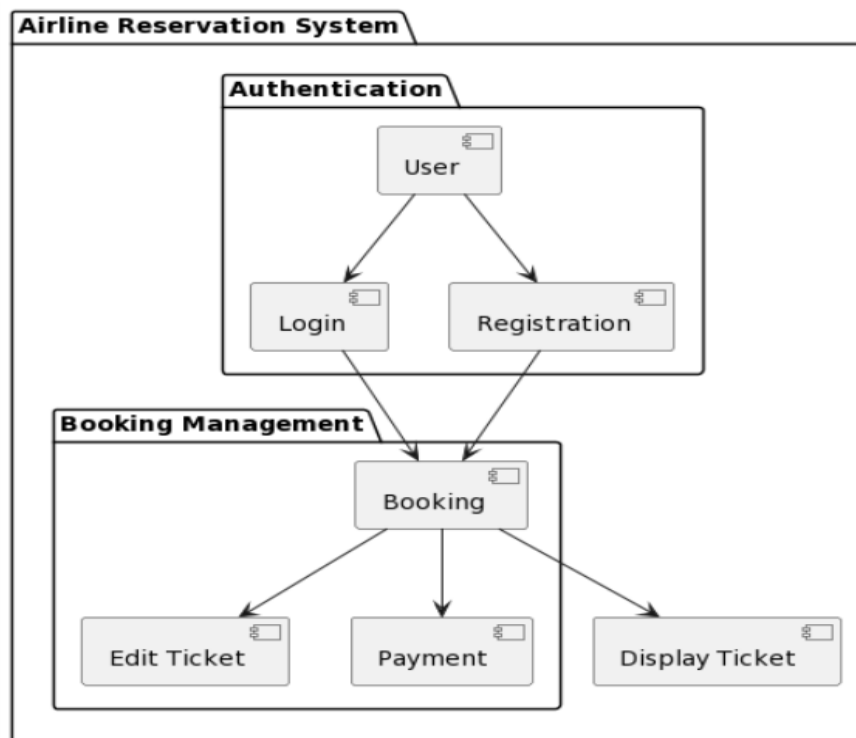 Airline Reservation System
Authentication
User
Login
Registration
Booking Management
Booking
Edit Ticket
Payment
Display Ticket